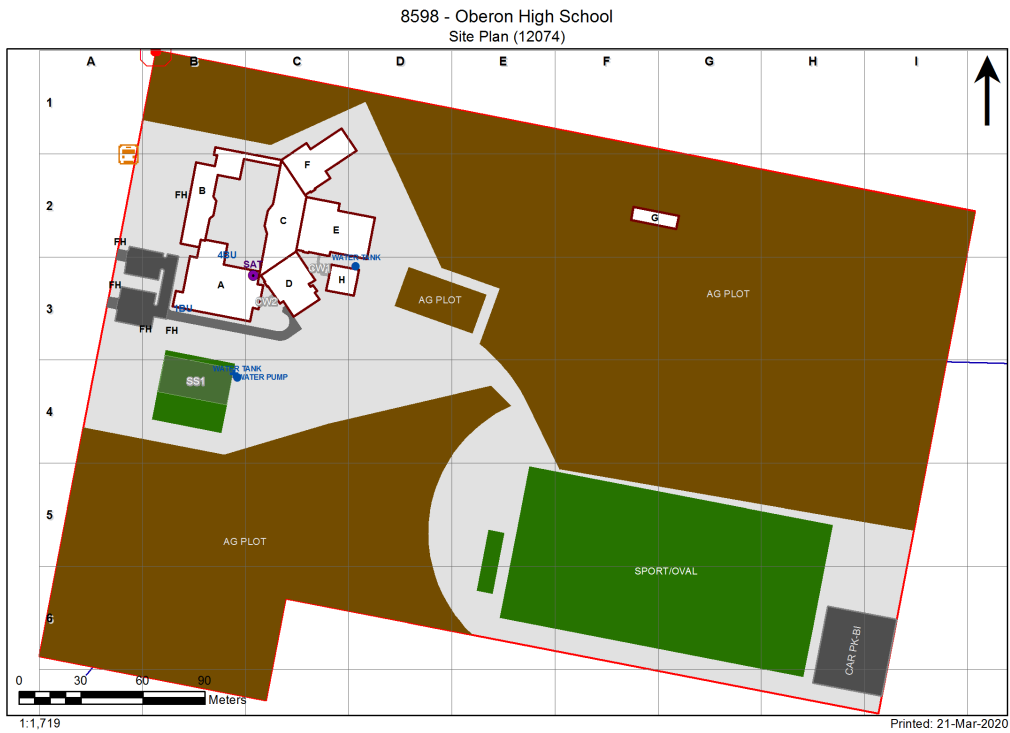 8598 - Oberon High School
Site Plan (12074)
A B C D E F G H I
1
F
FH B
2
G
C
E
FH
4BU
SAT
CW1
WATER TANK
A
D
H
FH
AG PLOT
AG PLOT
3
1BU
CW2
FH FH
WATER TANK
WATER PUMP
SS1
4
5
AG PLOT
SPORT/OVAL
6
CAR PK-BI
0 30 60 90
Meters
1:1,719
Printed: 21-Mar-2020